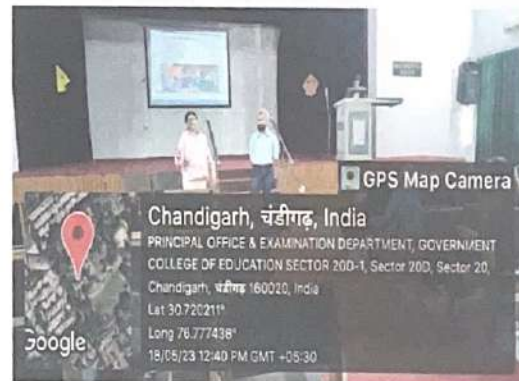 GPS Map Camera
Chandigarh, चंडीगढ़, India
PRINCIPAL OFFICE & EXAMINATION DEPARTMENT, GOVERNMENT
COLLEGE OF EDUCATION SECTOR 20D-1, Sector 20D, Sector 20,
Chandigarh, चंडीगढ़ 160020, India
Lat 30.720211°
Long 76.777438°
18/05/23 12:40 PM GMT +05:30
Google